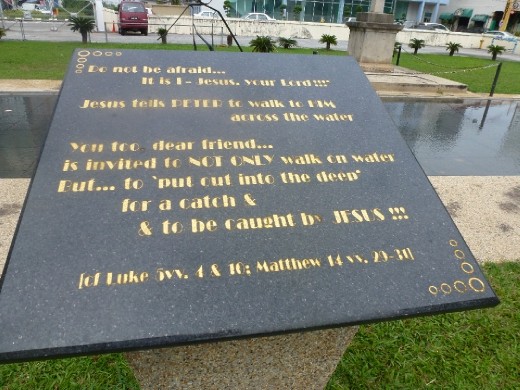 Do not be afraid...
It is I - Jesus, your Lord !!!"
Jesus tells PETER to walk to HIM
across the water
You too, dear friend...
is invited to NOT ONLY walk on water
But... to 'put out into the deep'
for a catch &
& to be caught by JESUS !!!
[cf Luke 5vv. 4 & 10; Matthew 14 vv. 29-31]